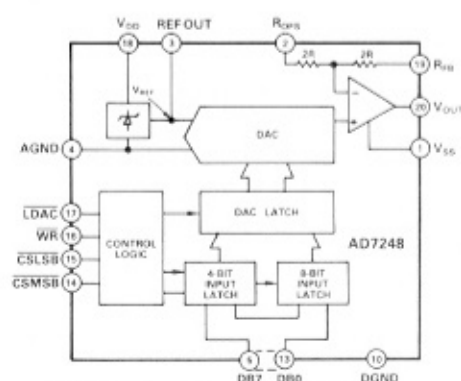 VDD REF OUT ROFS
18 3 2
2R 2R
19 RFB
VREF
20 VOUT
DAC
AGND 4
1 VSS
LDAC 17
DAC LATCH
WR 16
CONTROL LOGIC
AD7248
CSLSB 15
4-BIT INPUT LATCH
8-BIT INPUT LATCH
CSMSB 14
13 10
DB7 DB0 DGND